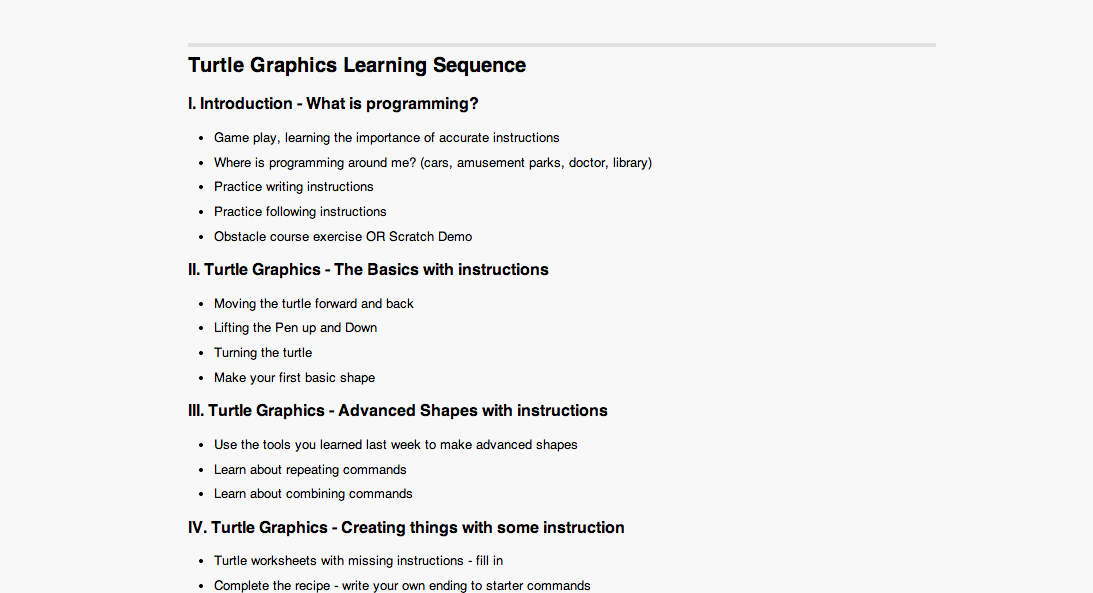 Turtle Graphics Learning Sequence
I. Introduction - What is programming?
• Game play, learning the importance of accurate instructions
• Where is programming around me? (cars, amusement parks, doctor, library)
• Practice writing instructions
• Practice following instructions
• Obstacle course exercise OR Scratch Demo
II. Turtle Graphics - The Basics with instructions
• Moving the turtle forward and back
• Lifting the Pen up and Down
• Turning the turtle
• Make your first basic shape
III. Turtle Graphics - Advanced Shapes with instructions
• Use the tools you learned last week to make advanced shapes
• Learn about repeating commands
• Learn about combining commands
IV. Turtle Graphics - Creating things with some instruction
• Turtle worksheets with missing instructions - fill in
• Complete the recipe - write your own ending to starter commands